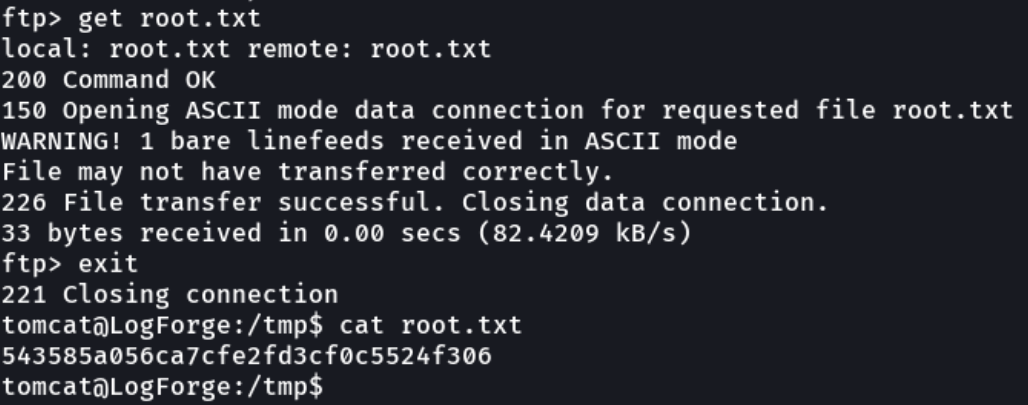 ftp> get root.txt
local: root.txt remote: root.txt
200 Command OK
150 Opening ASCII mode data connection for requested file root.txt
WARNING! 1 bare linefeeds received in ASCII mode
File may not have transferred correctly.
226 File transfer successful. Closing data connection.
33 bytes received in 0.00 secs (82.4209 kB/s)
ftp> exit
221 Closing connection
tomcat@LogForge:/tmp$ cat root.txt
543585a056ca7cfe2fd3cf0c5524f306
tomcat@LogForge:/tmp$